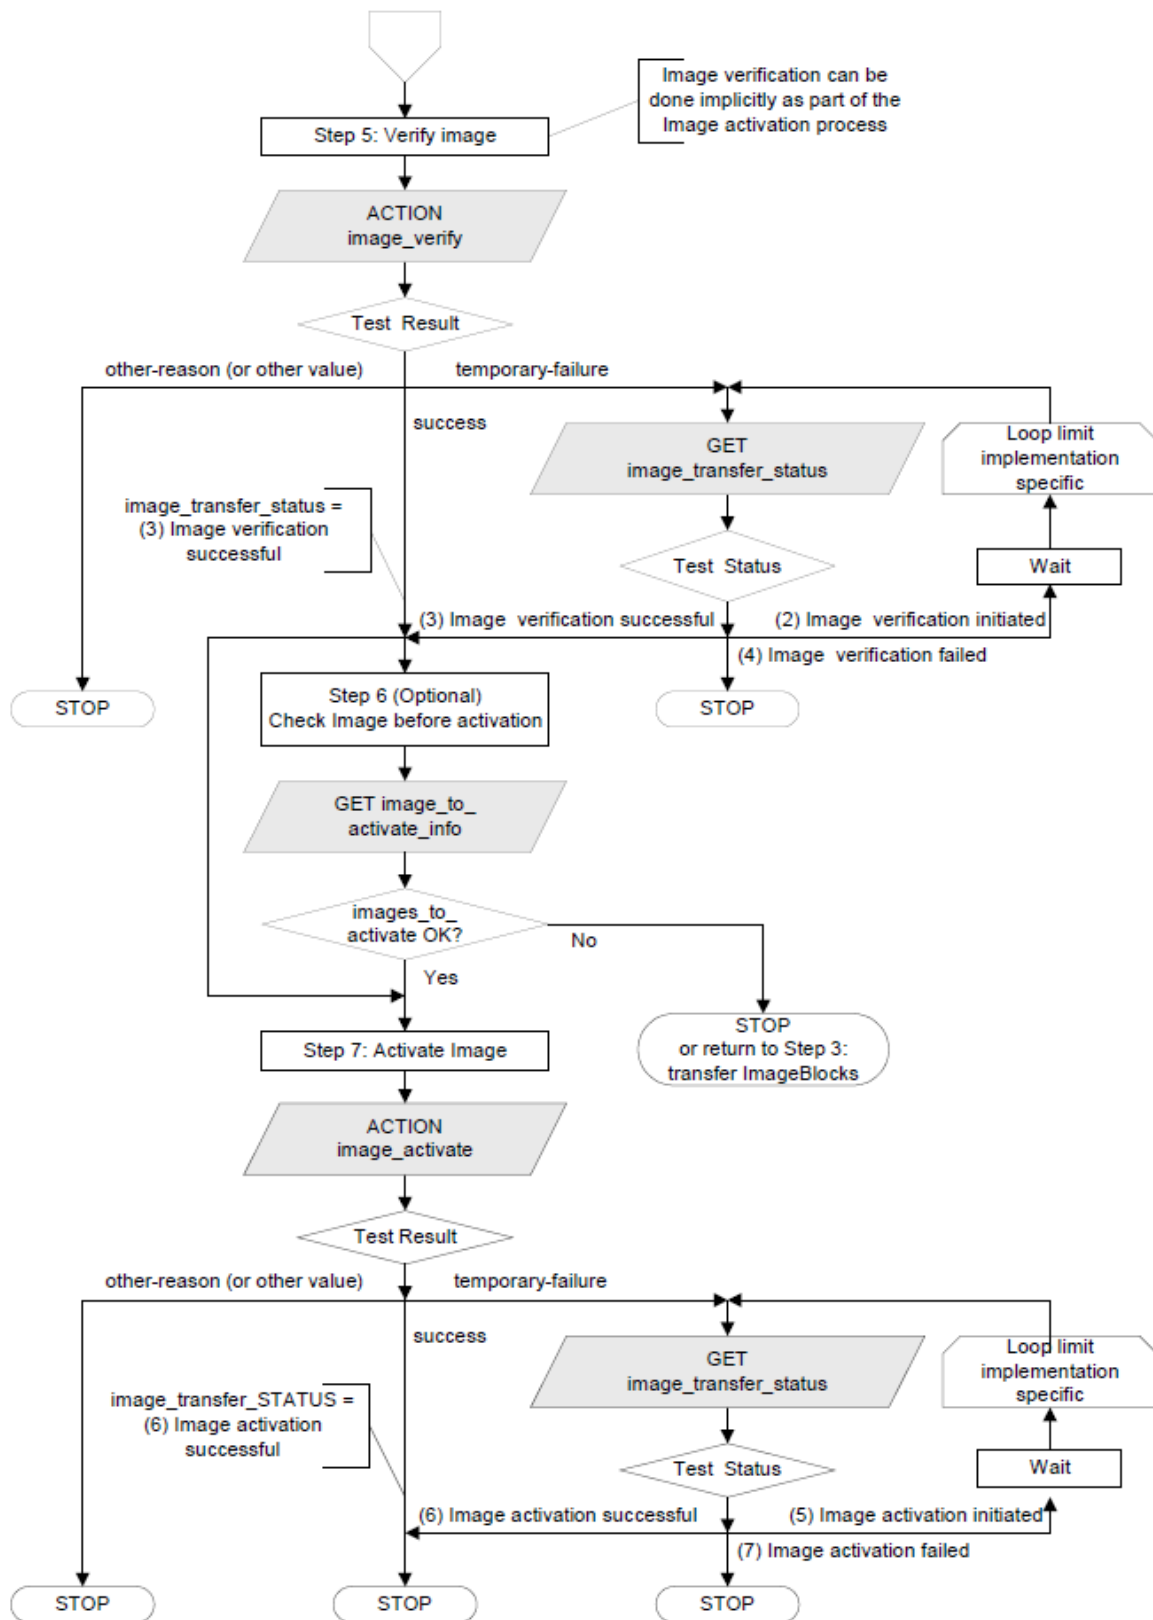 Image verification can be
done implicitly as part of the
Image activation process
Step 5: Verify image
ACTION
image_verify
Test Result
other-reason (or other value)
temporary-failure
success
GET
image_transfer_status
Loop limit
implementation
specific
image_transfer_status =
(3) Image verification
successful
Test Status
Wait
(3) Image verification successful
(2) Image verification initiated
(4) Image verification failed
STOP
Step 6 (Optional)
Check Image before activation
STOP
GET image_to_
activate_info
images_to_
activate OK?
No
Yes
STOP
or return to Step 3:
transfer ImageBlocks
Step 7: Activate Image
ACTION
image_activate
Test Result
other-reason (or other value)
temporary-failure
success
GET
image_transfer_status
Loop limit
implementation
specific
image_transfer_STATUS =
(6) Image activation
successful
Test Status
Wait
(6) Image activation successful
(5) Image activation initiated
(7) Image activation failed
STOP
STOP
STOP